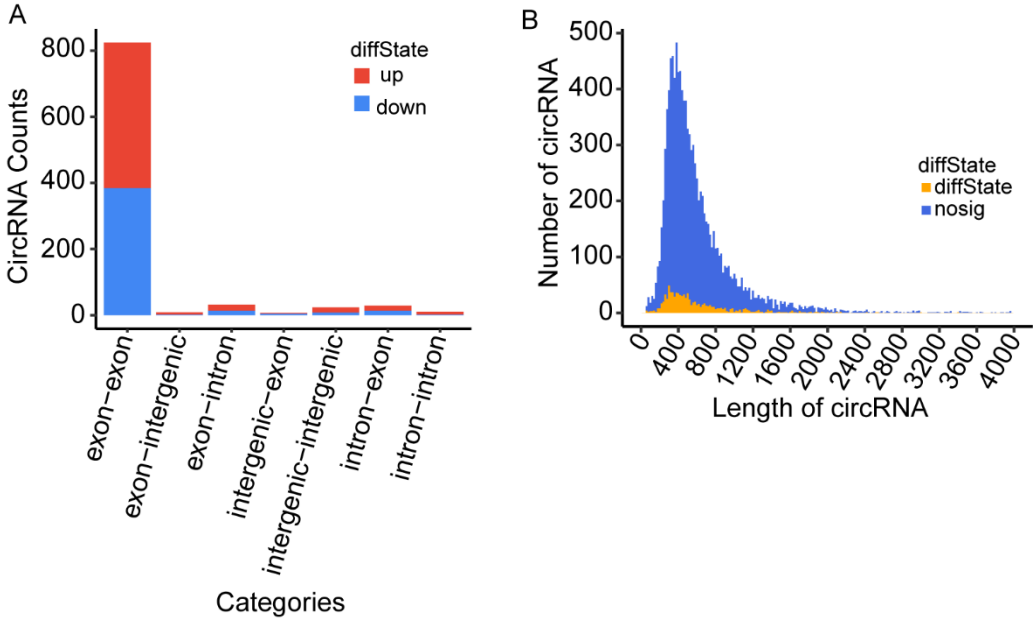 A
CircRNA Counts
800
600
400
200
0
diffState
up
down
exon−exon
exon−intergenic
exon−intron
intergenic−exon
intergenic−intergenic
intron−exon
intron−intron
Categories
B
Number of circRNA
500
400
300
200
100
0
diffState
diffState
nosig
0
400
800
1200
1600
2000
2400
2800
3200
3600
4000
Length of circRNA